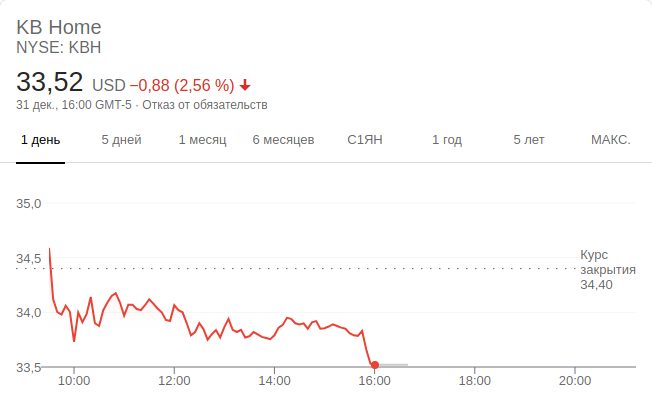 KB Home
NYSE: KBH
33,52 USD −0,88 (2,56 %)
31 дек., 16:00 GMT-5 · Отказ от обязательств
1 день 5 дней 1 месяц 6 месяцев С1ЯН 1 год 5 лет МАКС.
35,0
34,5
34,0
33,5
Курс
закрытия
34,40
10:00 12:00 14:00 16:00 18:00 20:00